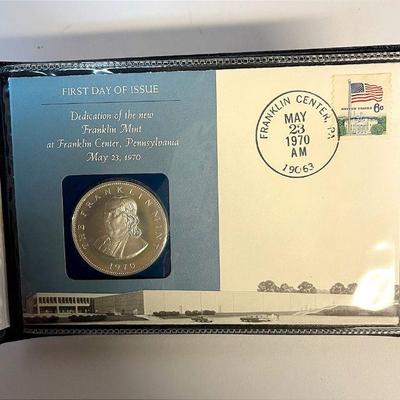 FIRST DAY OF ISSUE
Dedication of the new
Franklin Mint
at Franklin Center, Pennsylvania
May 23, 1970
THE FRANKLIN MINT
1970
FRANKLIN CENTER, PA
MAY
23
1970
AM
19063
UNITED STATES
6c